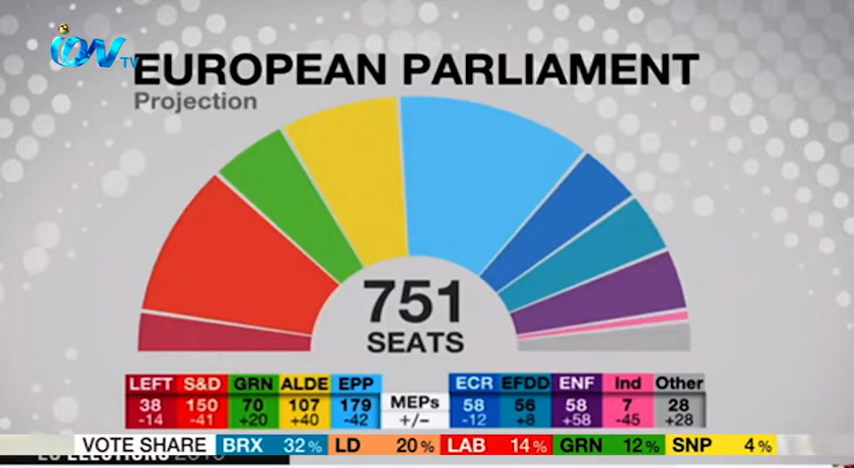 iON TV
EUROPEAN PARLIAMENT
Projection
751
SEATS
LEFT S&D GRN ALDE EPP MEPs ECR EFDD ENF Ind Other
38 150 70 107 179 58 56 58 7 28
-14 -41 +20 +40 -42 +/- -12 +8 +58 -45 +28
VOTE SHARE BRX 32% LD 20% LAB 14% GRN 12% SNP 4%